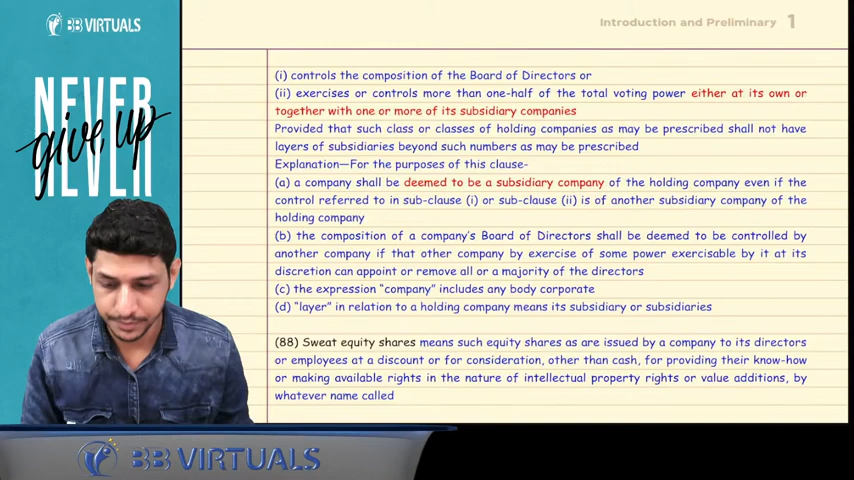 BB VIRTUALS
Introduction and Preliminary 1
NEVER
give up
NEVER
(i) controls the composition of the Board of Directors or
(ii) exercises or controls more than one-half of the total voting power either at its own or
together with one or more of its subsidiary companies
Provided that such class or classes of holding companies as may be prescribed shall not have
layers of subsidiaries beyond such numbers as may be prescribed
Explanation—For the purposes of this clause-
(a) a company shall be deemed to be a subsidiary company of the holding company even if the
control referred to in sub-clause (i) or sub-clause (ii) is of another subsidiary company of the
holding company
(b) the composition of a company's Board of Directors shall be deemed to be controlled by
another company if that other company by exercise of some power exercisable by it at its
discretion can appoint or remove all or a majority of the directors
(c) the expression "company" includes any body corporate
(d) "layer" in relation to a holding company means its subsidiary or subsidiaries
(88) Sweat equity shares means such equity shares as are issued by a company to its directors
or employees at a discount or for consideration, other than cash, for providing their know-how
or making available rights in the nature of intellectual property rights or value additions, by
whatever name called
BB VIRTUALS